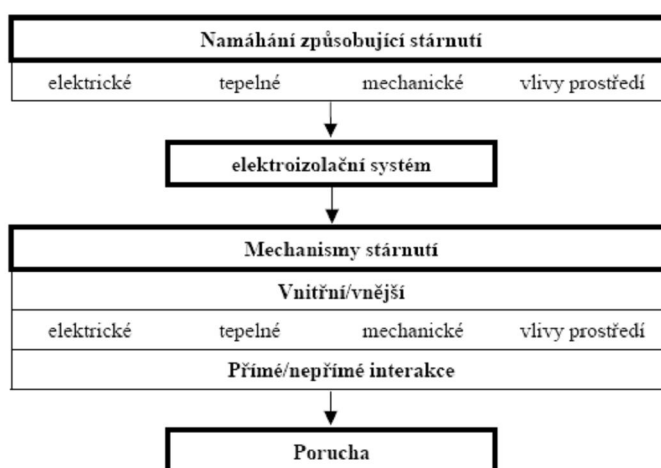 Namáhání způsobující stárnutí
elektrické tepelné mechanické vlivy prostředí
elektroizolační systém
Mechanismy stárnutí
Vnitřní/vnější
elektrické tepelné mechanické vlivy prostředí
Přímé/nepřímé interakce
Porucha